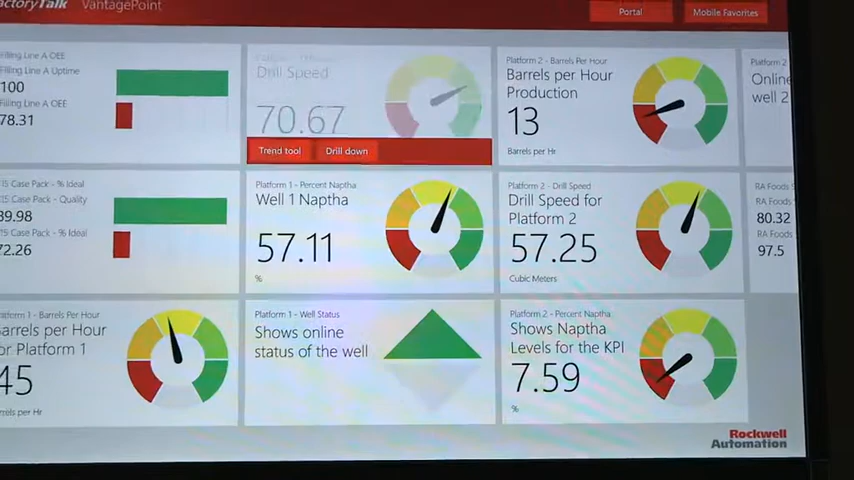 FactoryTalk VantagePoint
Portal
Mobile Favorites
Filling Line A OEE
Filling Line A Uptime
100
Filling Line A OEE
78.31
Drill Speed
70.67
Trend tool
Drill down
Platform 2 - Barrels Per Hour
Barrels per Hour
Production
13
Barrels per Hr
Platform 2
Online
well 2
15 Case Pack - % Ideal
15 Case Pack - Quality
89.98
15 Case Pack - % Ideal
72.26
Platform 1 - Percent Naptha
Well 1 Naptha
57.11
%
Platform 2 - Drill Speed
Drill Speed for
Platform 2
57.25
Cubic Meters
RA Foods
RA Foods
80.32
RA Foods
97.5
Platform 1 - Barrels Per Hour
Barrels per Hour
for Platform 1
45
Barrels per Hr
Platform 1 - Well Status
Shows online
status of the well
Platform 2 - Percent Naptha
Shows Naptha
Levels for the KPI
7.59
%
Rockwell
Automation